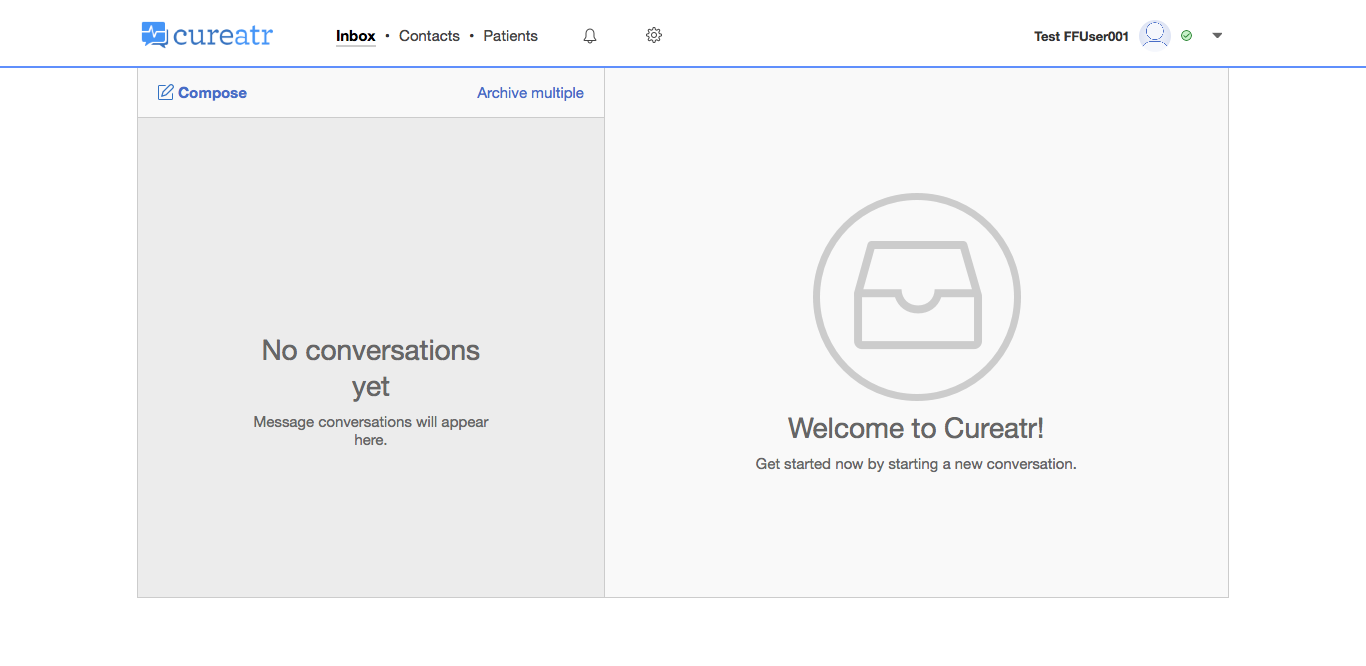 cureatr
Inbox • Contacts • Patients
Test FFUser001
Compose
Archive multiple
No conversations
yet
Message conversations will appear
here.
Welcome to Cureatr!
Get started now by starting a new conversation.